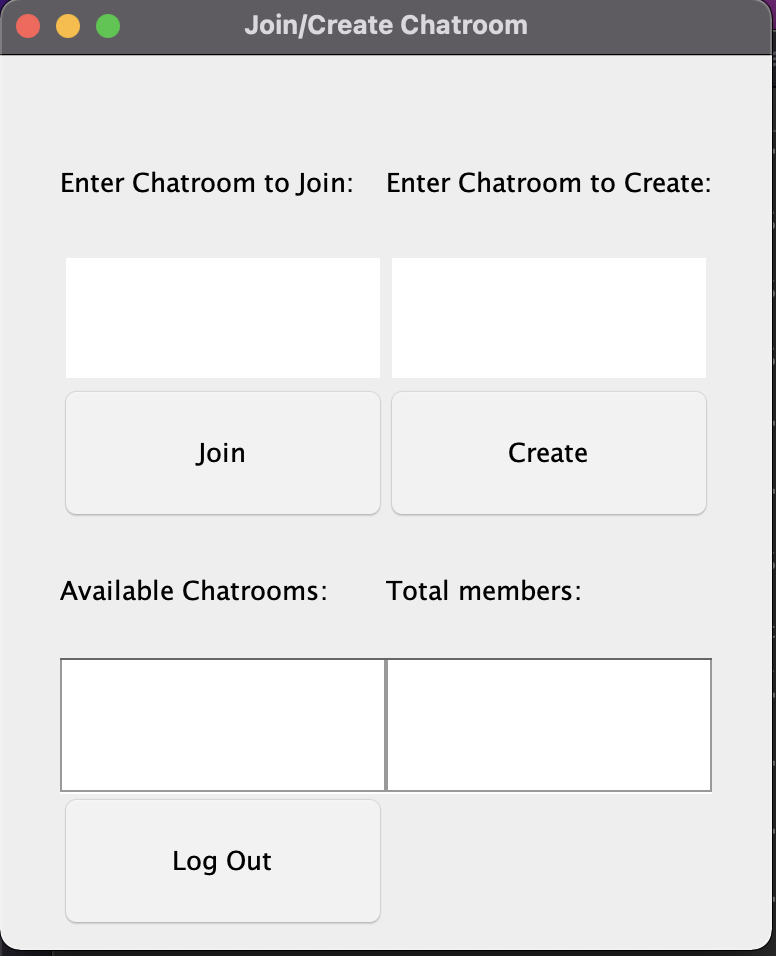 Join/Create Chatroom
Enter Chatroom to Join: Enter Chatroom to Create:
Join Create
Available Chatrooms: Total members:
Log Out